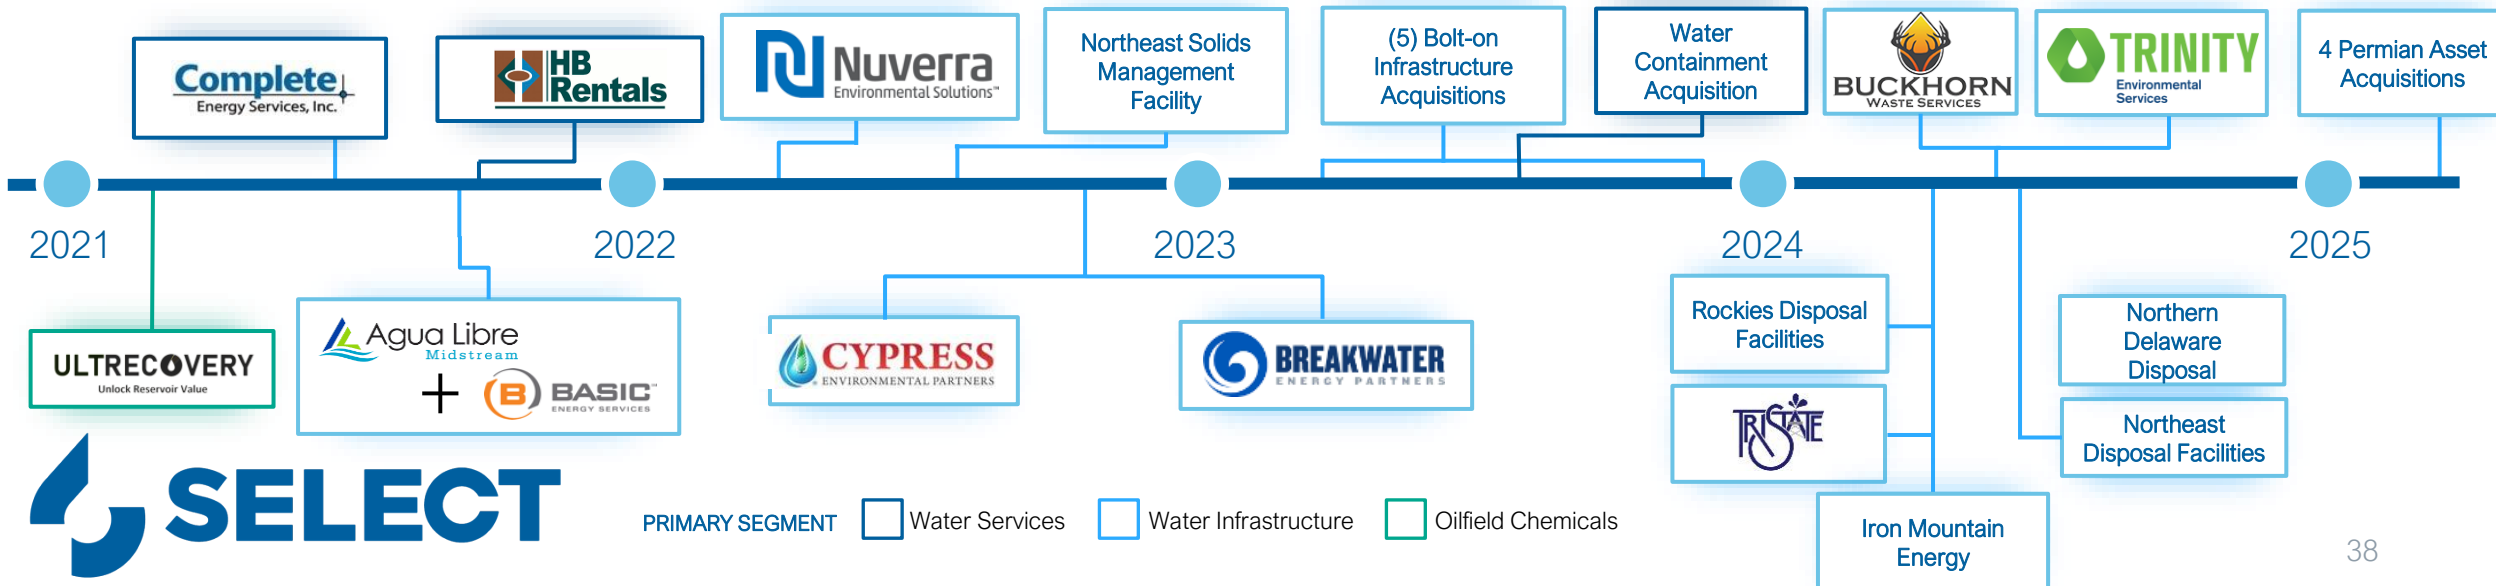 Complete
Energy Services, Inc.
HB
Rentals
Nuverra
Environmental Solutions™
Northeast Solids
Management
Facility
(5) Bolt-on
Infrastructure
Acquisitions
Water
Containment
Acquisition
BUCKHORN
WASTE SERVICES
TRINITY
Environmental
Services
4 Permian Asset
Acquisitions
2021
2022
2023
2024
2025
ULTRECOVERY
Unlock Reservoir Value
Agua Libre
Midstream
+
B BASIC™
ENERGY SERVICES
CYPRESS
ENVIRONMENTAL PARTNERS
BREAKWATER
ENERGY PARTNERS
Rockies Disposal
Facilities
TRISTATE
Iron Mountain
Energy
Northern
Delaware
Disposal
Northeast
Disposal Facilities
SELECT
PRIMARY SEGMENT
Water Services
Water Infrastructure
Oilfield Chemicals
38